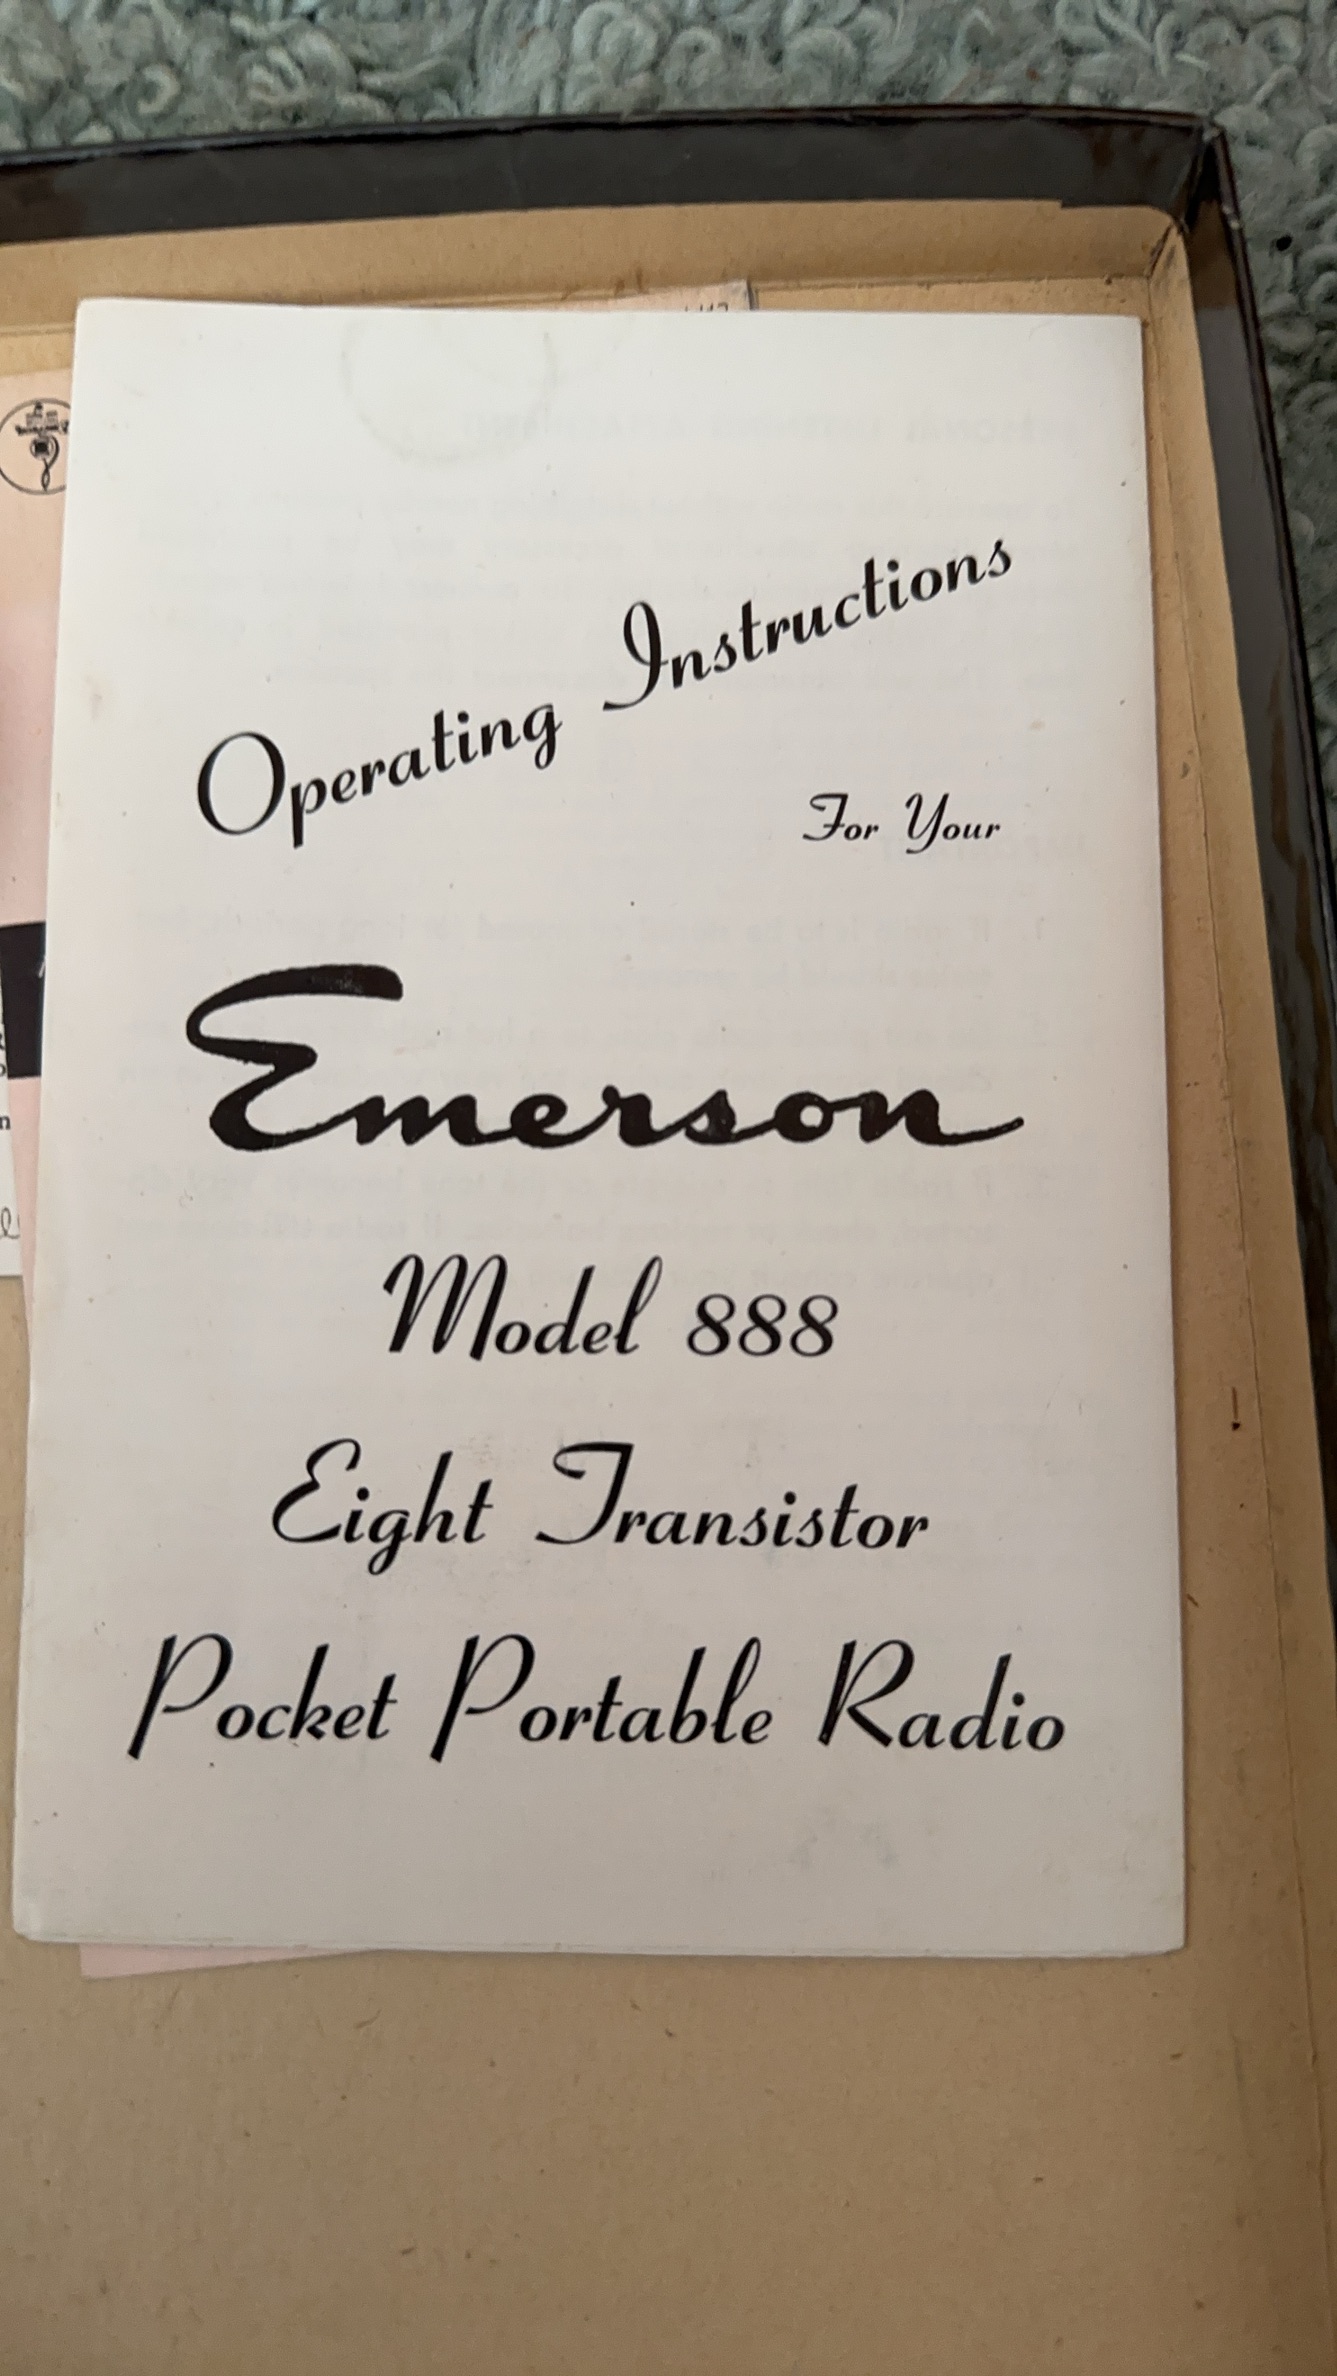 Operating Instructions
For Your
Emerson
Model 888
Eight Transistor
Pocket Portable Radio